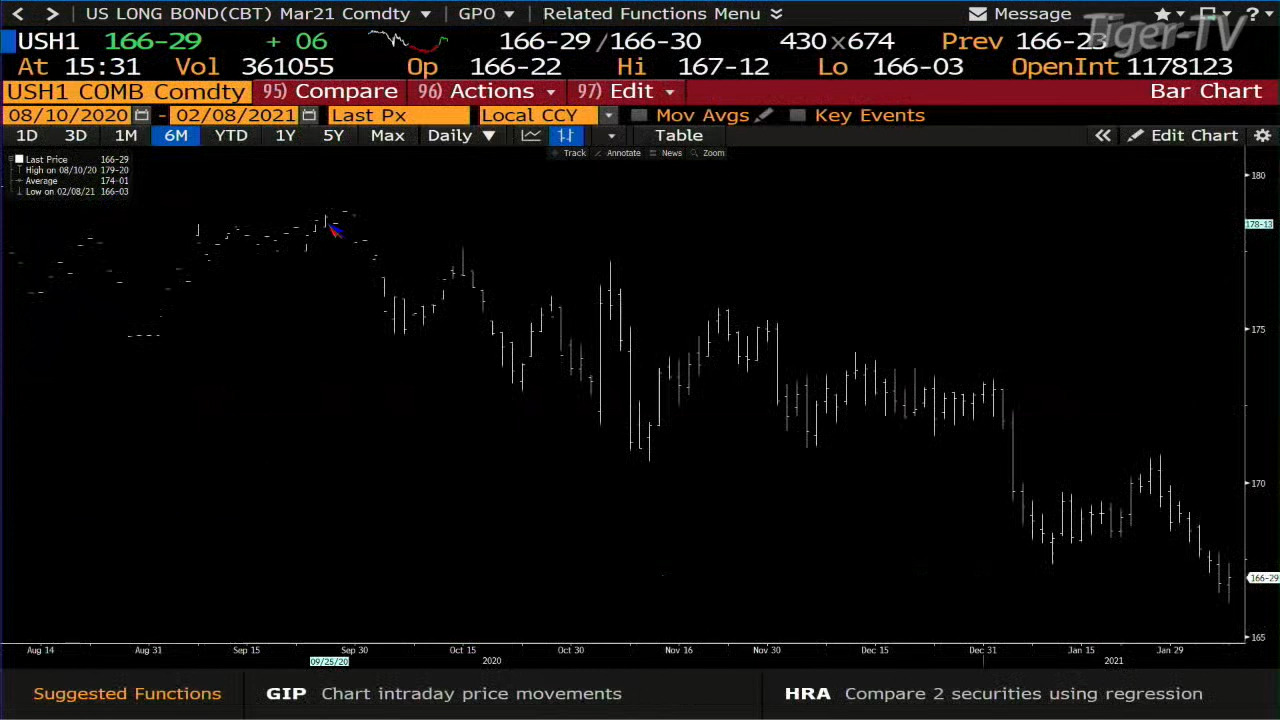 US LONG BOND(CBT) Mar21 Comdty GPO Related Functions Menu Message ?
USH1 166-29 + 06 166-29 /166-30 430 x 674 Prev 166-23
Tiger-TV
At 15:31 Vol 361055 Op 166-22 Hi 167-12 Lo 166-03 OpenInt 1178123
USH1 COMB Comdty 95) Compare 96) Actions 97) Edit Bar Chart
08/10/2020 - 02/08/2021 Last Px Local CCY Mov Avgs Key Events
1D 3D 1M 6M YTD 1Y 5Y Max Daily Table Edit Chart
Track Annotate News Zoom
Last Price 166-29
High on 08/10/20 179-20
Average 174-01
Low on 02/08/21 166-03
180
178-13
175
170
166-29
165
Aug 14 Aug 31 Sep 15 Sep 30 Oct 15 Oct 30 Nov 16 Nov 30 Dec 15 Dec 31 Jan 15 Jan 29
09/25/20 2020 2021
Suggested Functions GIP Chart intraday price movements HRA Compare 2 securities using regression